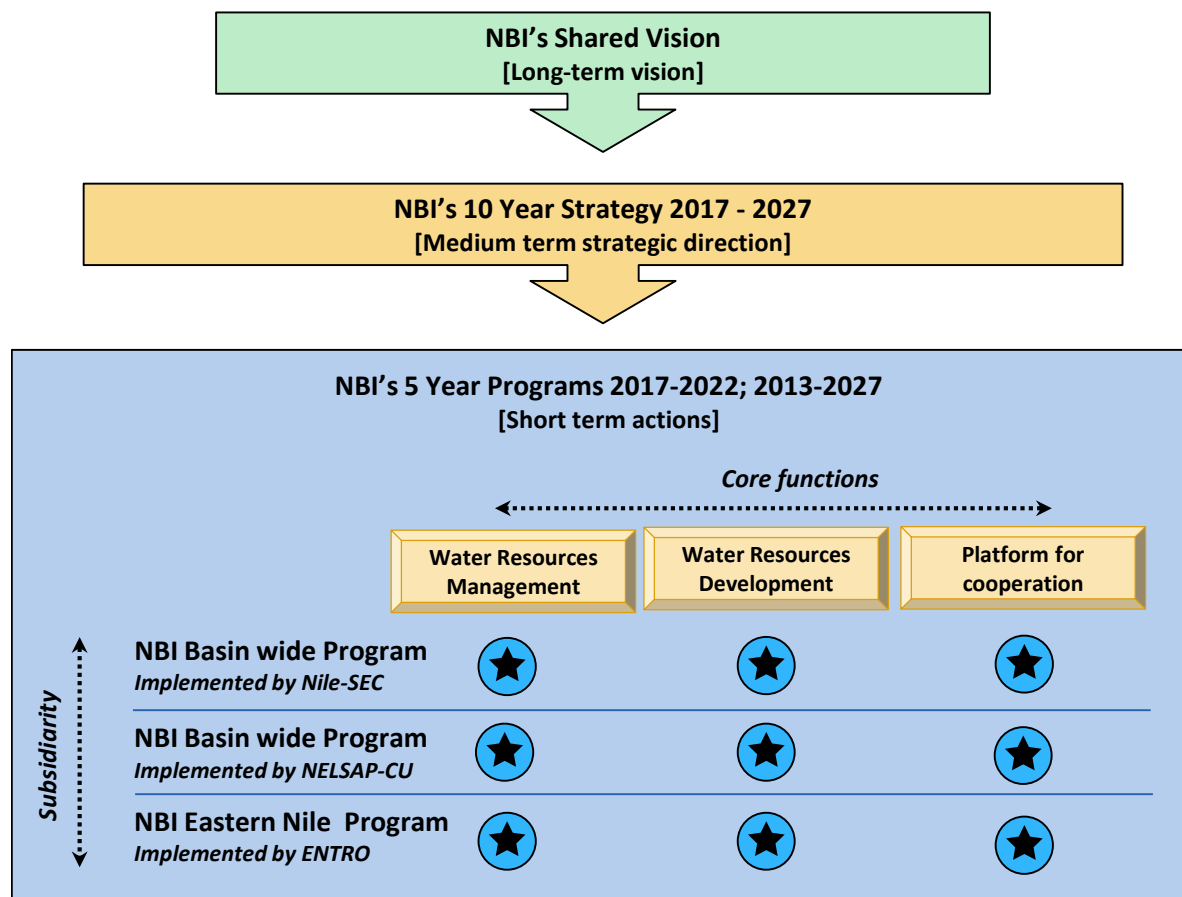 NBI’s Shared Vision
[Long-term vision]
NBI’s 10 Year Strategy 2017 - 2027
[Medium term strategic direction]
NBI’s 5 Year Programs 2017-2022; 2013-2027
[Short term actions]
Core functions
Water Resources
Management
Water Resources
Development
Platform for
cooperation
Subsidiarity
NBI Basin wide Program
Implemented by Nile-SEC
NBI Basin wide Program
Implemented by NELSAP-CU
NBI Eastern Nile Program
Implemented by ENTRO